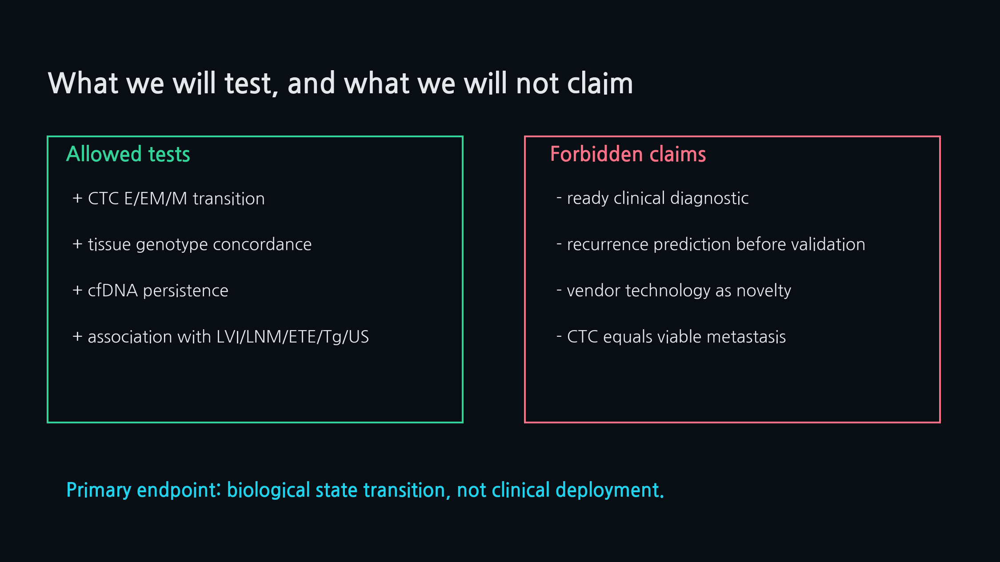 What we will test, and what we will not claim
Allowed tests
+ CTC E/EM/M transition
+ tissue genotype concordance
+ cfDNA persistence
+ association with LVI/LNM/ETE/Tg/US
Forbidden claims
- ready clinical diagnostic
- recurrence prediction before validation
- vendor technology as novelty
- CTC equals viable metastasis
Primary endpoint: biological state transition, not clinical deployment.